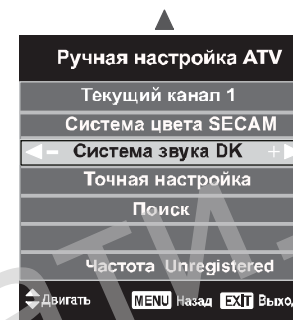 Ручная настройка ATV
Текущий канал 1
Система цвета SECAM
– Система звука DK +
Точная настройка
Поиск
Частота Unregistered
Двигать MENU Назад EXIT Выхо